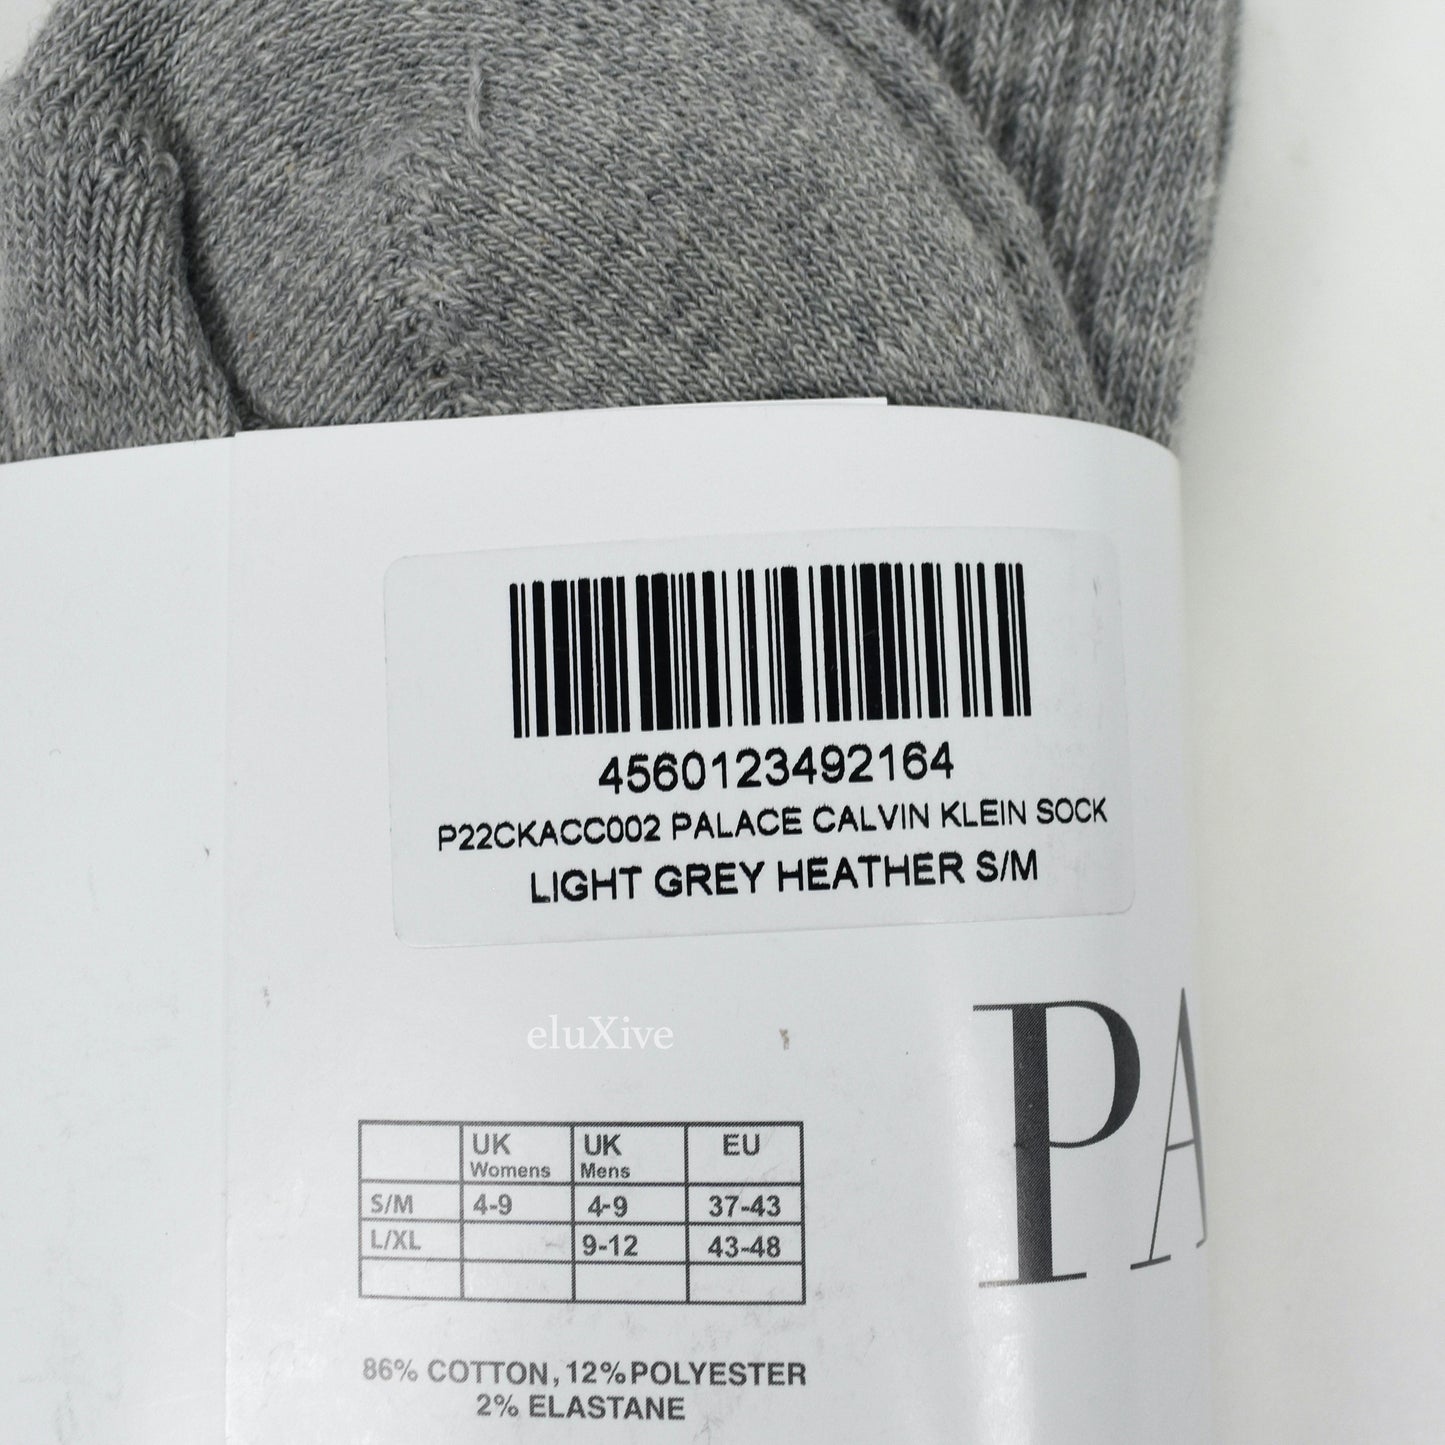 4560123492164
P22CKACC002 PALACE CALVIN KLEIN SOCK
LIGHT GREY HEATHER S/M
eluXive
PA
UK Womens UK Mens EU
S/M 4-9 4-9 37-43
L/XL 9-12 43-48
86% COTTON, 12% POLYESTER
2% ELASTANE